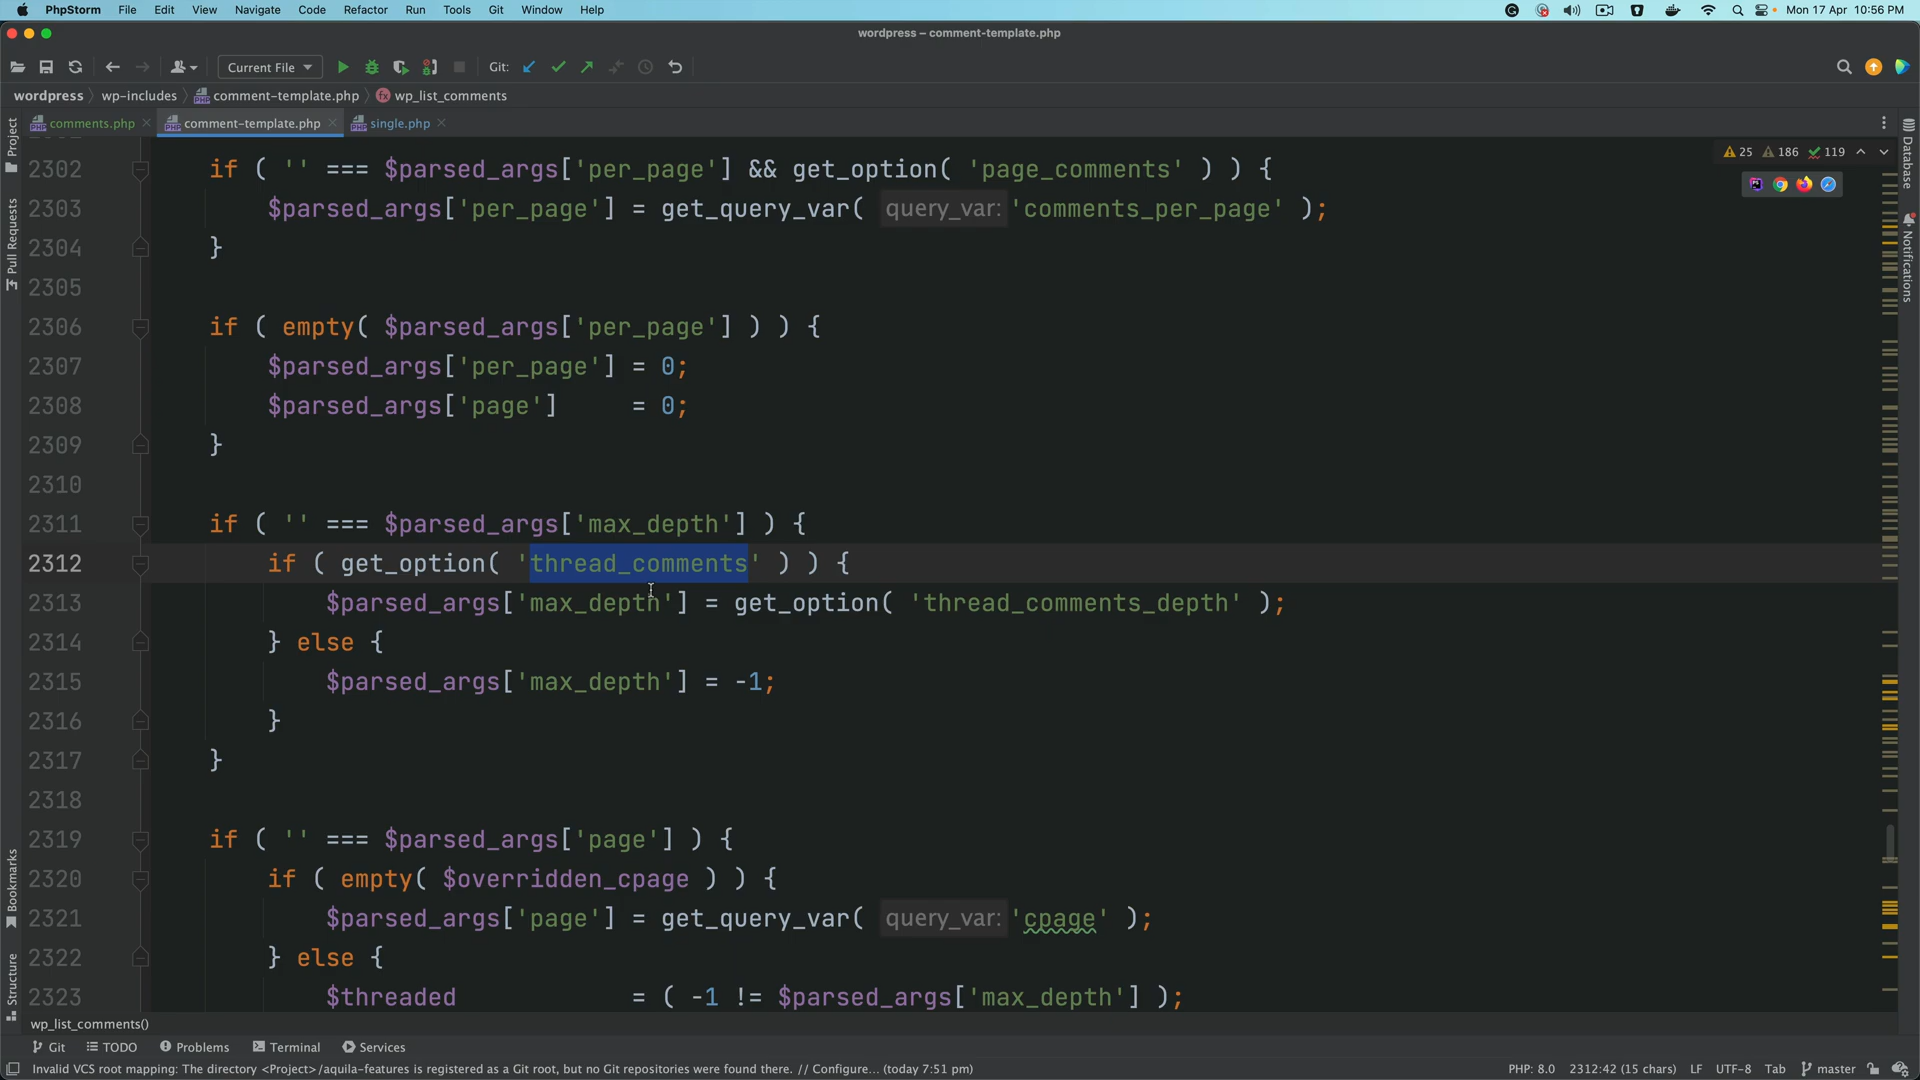 PhpStorm File Edit View Navigate Code Refactor Run Tools Git Window Help Mon 17 Apr 10:56 PM
wordpress – comment-template.php
Current File Git:
wordpress wp-includes comment-template.php wp_list_comments
comments.php comment-template.php single.php
Project
Pull Requests
Bookmarks
Structure
Database
Notifications
25 186 119
2302 if ( '' === $parsed_args['per_page'] && get_option( 'page_comments' ) ) {
2303 $parsed_args['per_page'] = get_query_var( query_var: 'comments_per_page' );
2304 }
2305
2306 if ( empty( $parsed_args['per_page'] ) ) {
2307 $parsed_args['per_page'] = 0;
2308 $parsed_args['page']     = 0;
2309 }
2310
2311 if ( '' === $parsed_args['max_depth'] ) {
2312 if ( get_option( 'thread_comments' ) ) {
2313 $parsed_args['max_depth'] = get_option( 'thread_comments_depth' );
2314 } else {
2315 $parsed_args['max_depth'] = -1;
2316 }
2317 }
2318
2319 if ( '' === $parsed_args['page'] ) {
2320 if ( empty( $overridden_cpage ) ) {
2321 $parsed_args['page'] = get_query_var( query_var: 'cpage' );
2322 } else {
2323 $threaded            = ( -1 != $parsed_args['max_depth'] );
wp_list_comments()
Git TODO Problems Terminal Services
Invalid VCS root mapping: The directory <Project>/aquila-features is registered as a Git root, but no Git repositories were found there. // Configure... (today 7:51 pm) PHP: 8.0 2312:42 (15 chars) LF UTF-8 Tab master